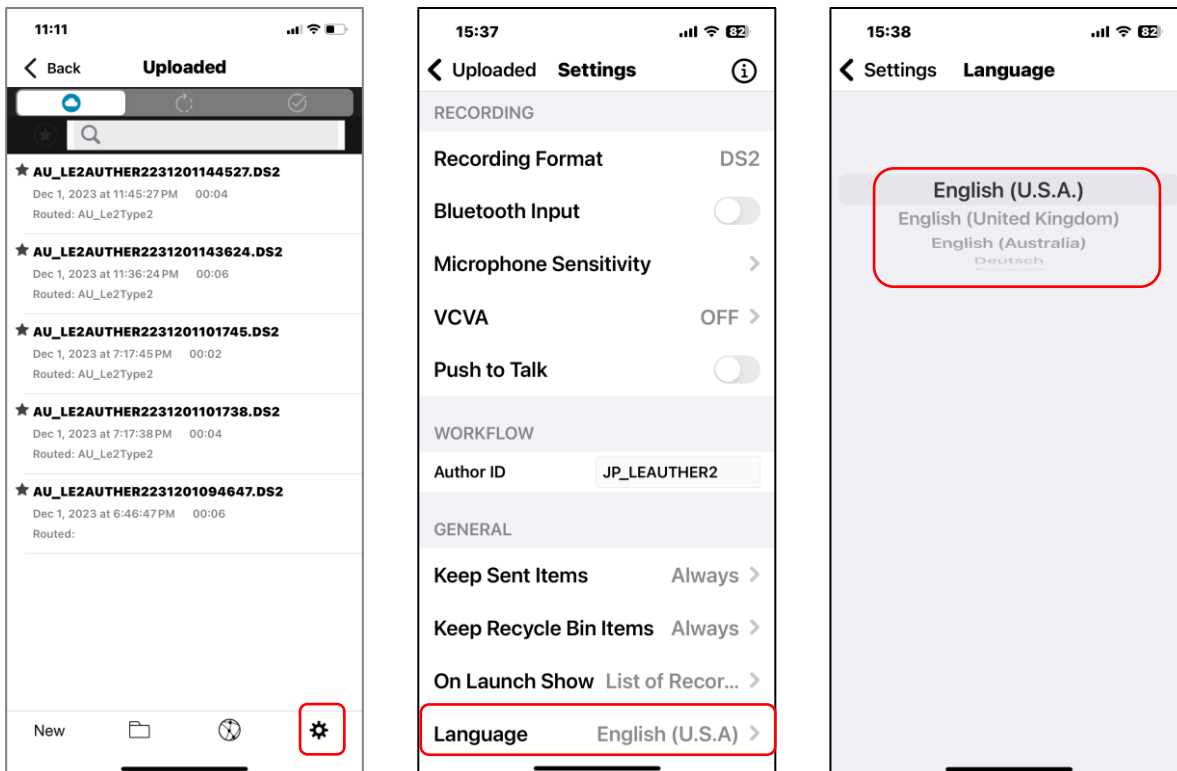 11:11
Back Uploaded
AU_LE2AUTHER2231201144527.DS2
Dec 1, 2023 at 11:45:27 PM 00:04
Routed: AU_Le2Type2
AU_LE2AUTHER2231201143624.DS2
Dec 1, 2023 at 11:36:24 PM 00:06
Routed: AU_Le2Type2
AU_LE2AUTHER2231201101745.DS2
Dec 1, 2023 at 7:17:45 PM 00:02
Routed: AU_Le2Type2
AU_LE2AUTHER2231201101738.DS2
Dec 1, 2023 at 7:17:38 PM 00:04
Routed: AU_Le2Type2
AU_LE2AUTHER2231201094647.DS2
Dec 1, 2023 at 6:46:47 PM 00:06
Routed:
New
15:37 82
Uploaded Settings
RECORDING
Recording Format DS2
Bluetooth Input
Microphone Sensitivity
VCVA OFF
Push to Talk
WORKFLOW
Author ID JP_LEAUTHER2
GENERAL
Keep Sent Items Always
Keep Recycle Bin Items Always
On Launch Show List of Recor...
Language English (U.S.A)
15:38 82
Settings Language
English (U.S.A.)
English (United Kingdom)
English (Australia)
Deutsch